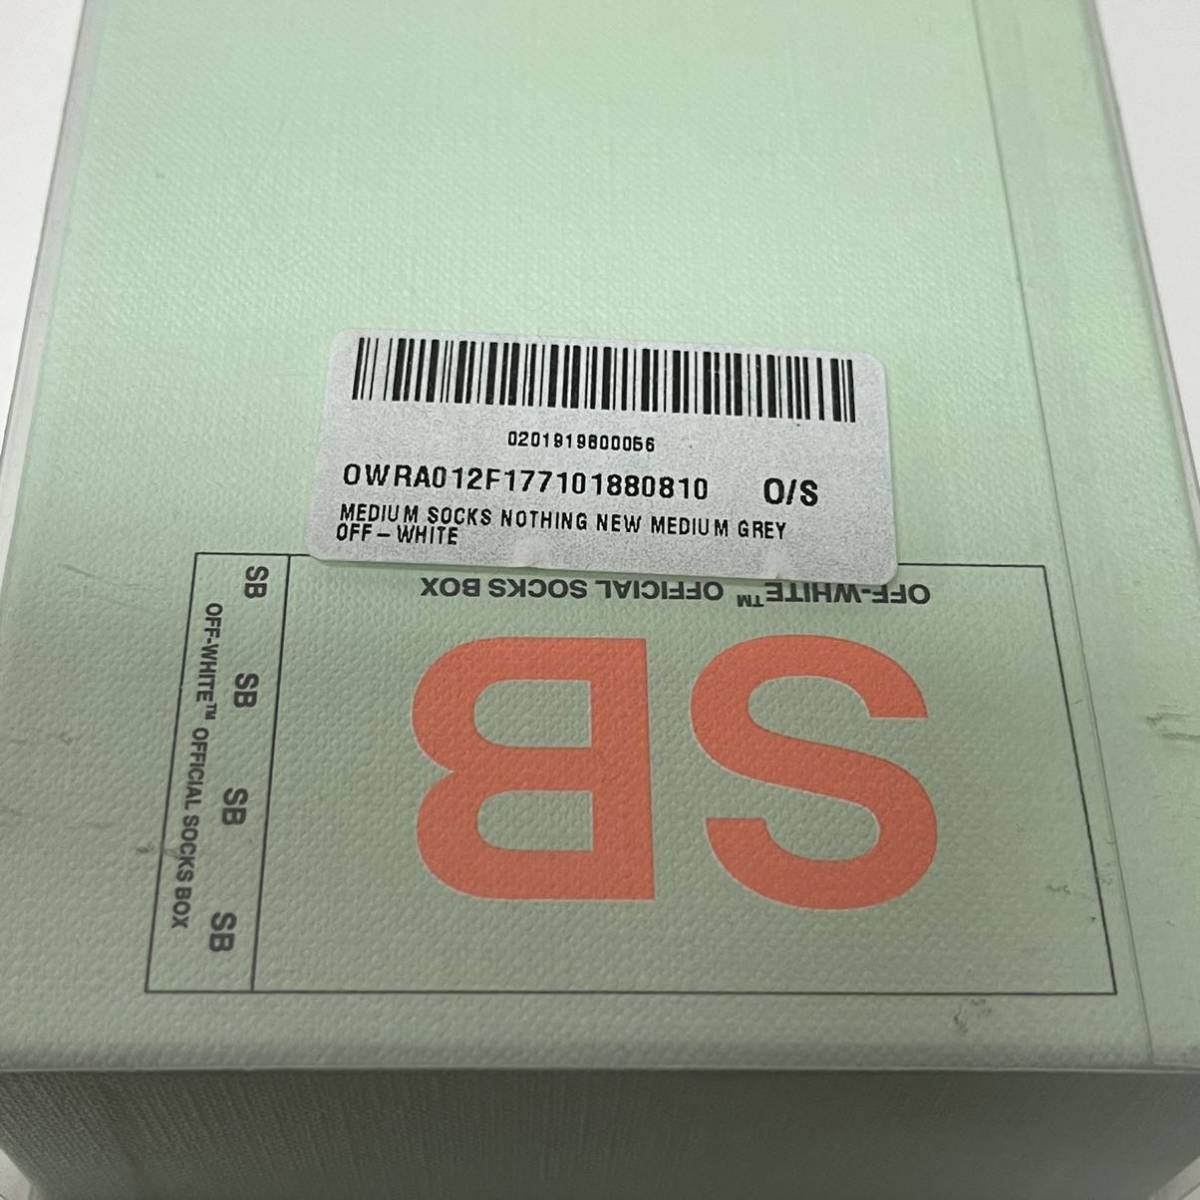 0201919800056
OWRA012F177101880810 O/S
MEDIUM SOCKS NOTHING NEW MEDIUM GREY
OFF-WHITE
OFF-WHITE™ OFFICIAL SOCKS BOX
SB
SB SB SB SB
OFF-WHITE™ OFFICIAL SOCKS BOX